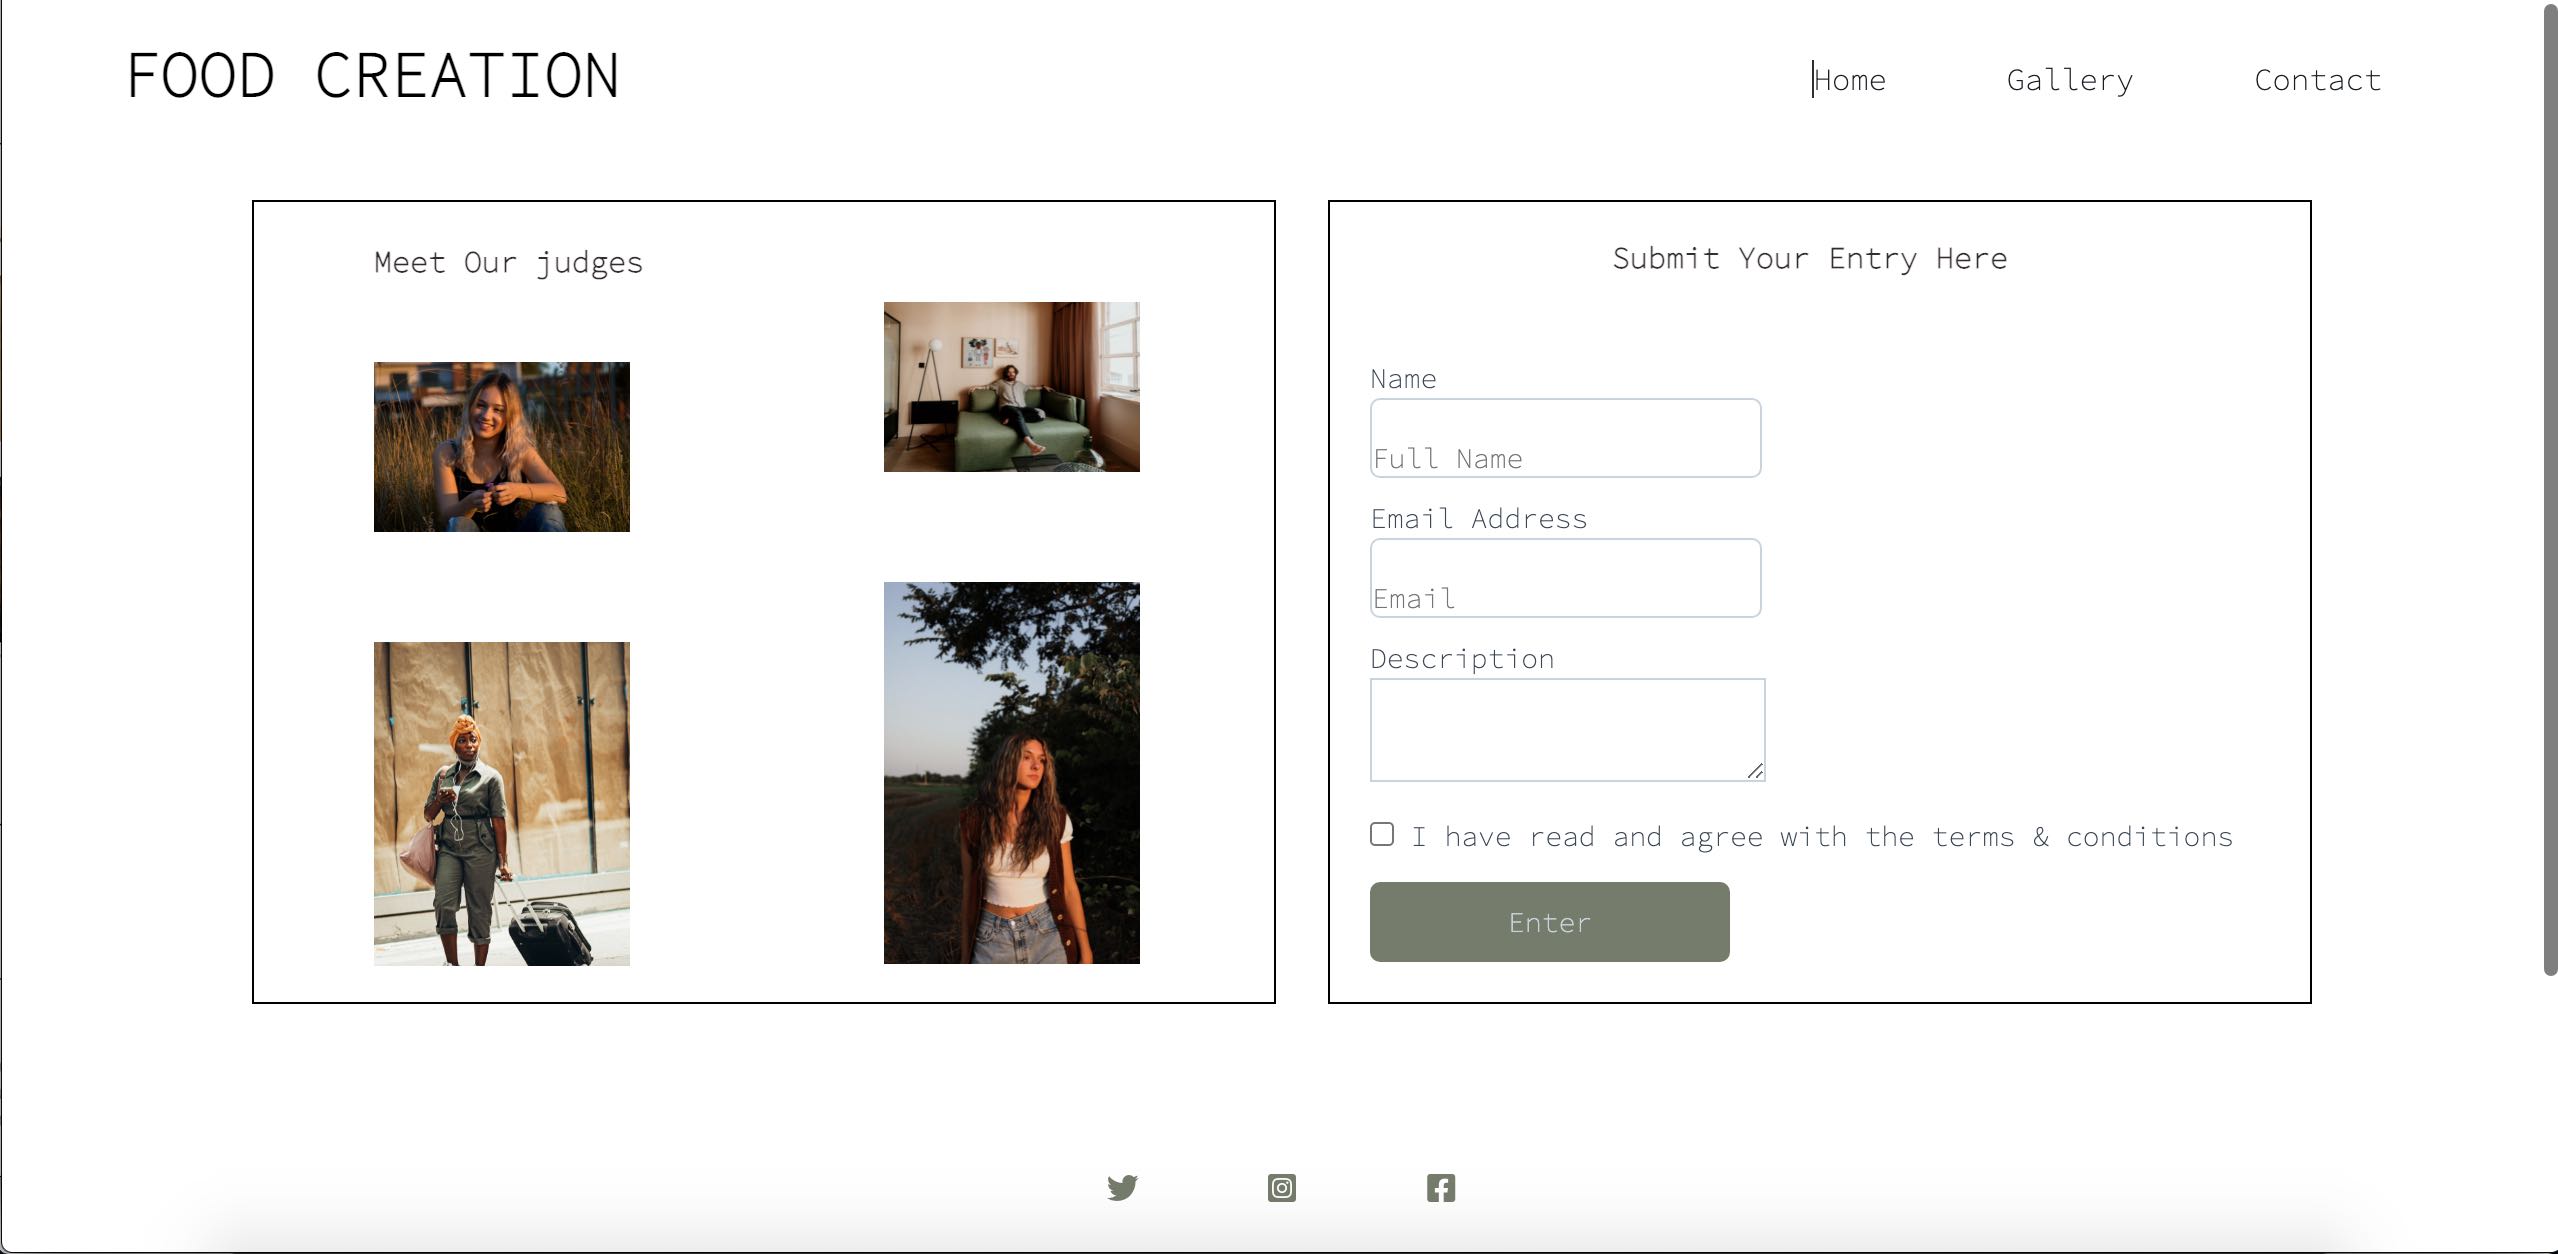 FOOD CREATION
Home
Gallery
Contact
Meet Our judges
Submit Your Entry Here
Name
Full Name
Email Address
Email
Description
I have read and agree with the terms & conditions
Enter